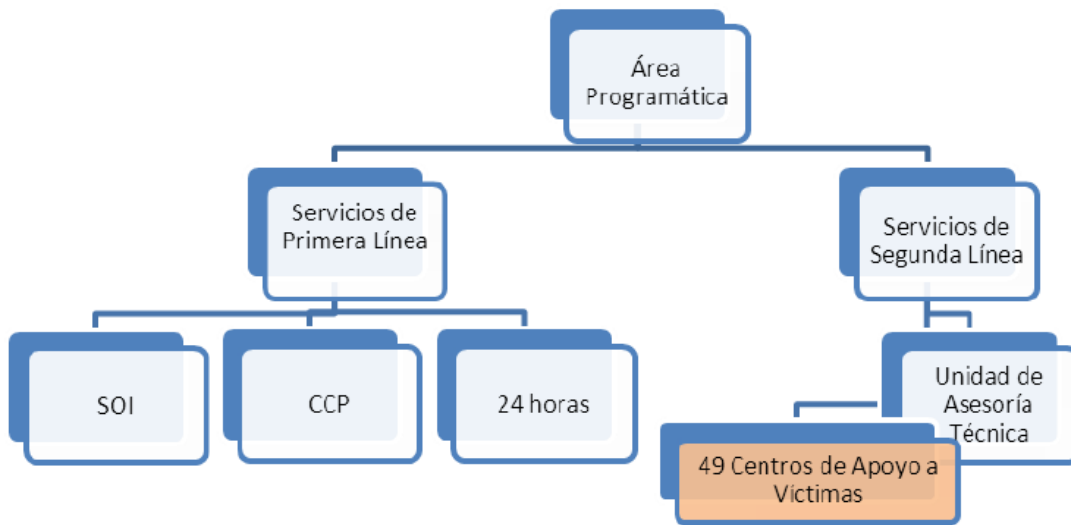 Área
Programática
Servicios de
Primera Línea
Servicios de
Segunda Línea
SOI
CCP
24 horas
Unidad de
Asesoría
Técnica
49 Centros de Apoyo a
Víctimas